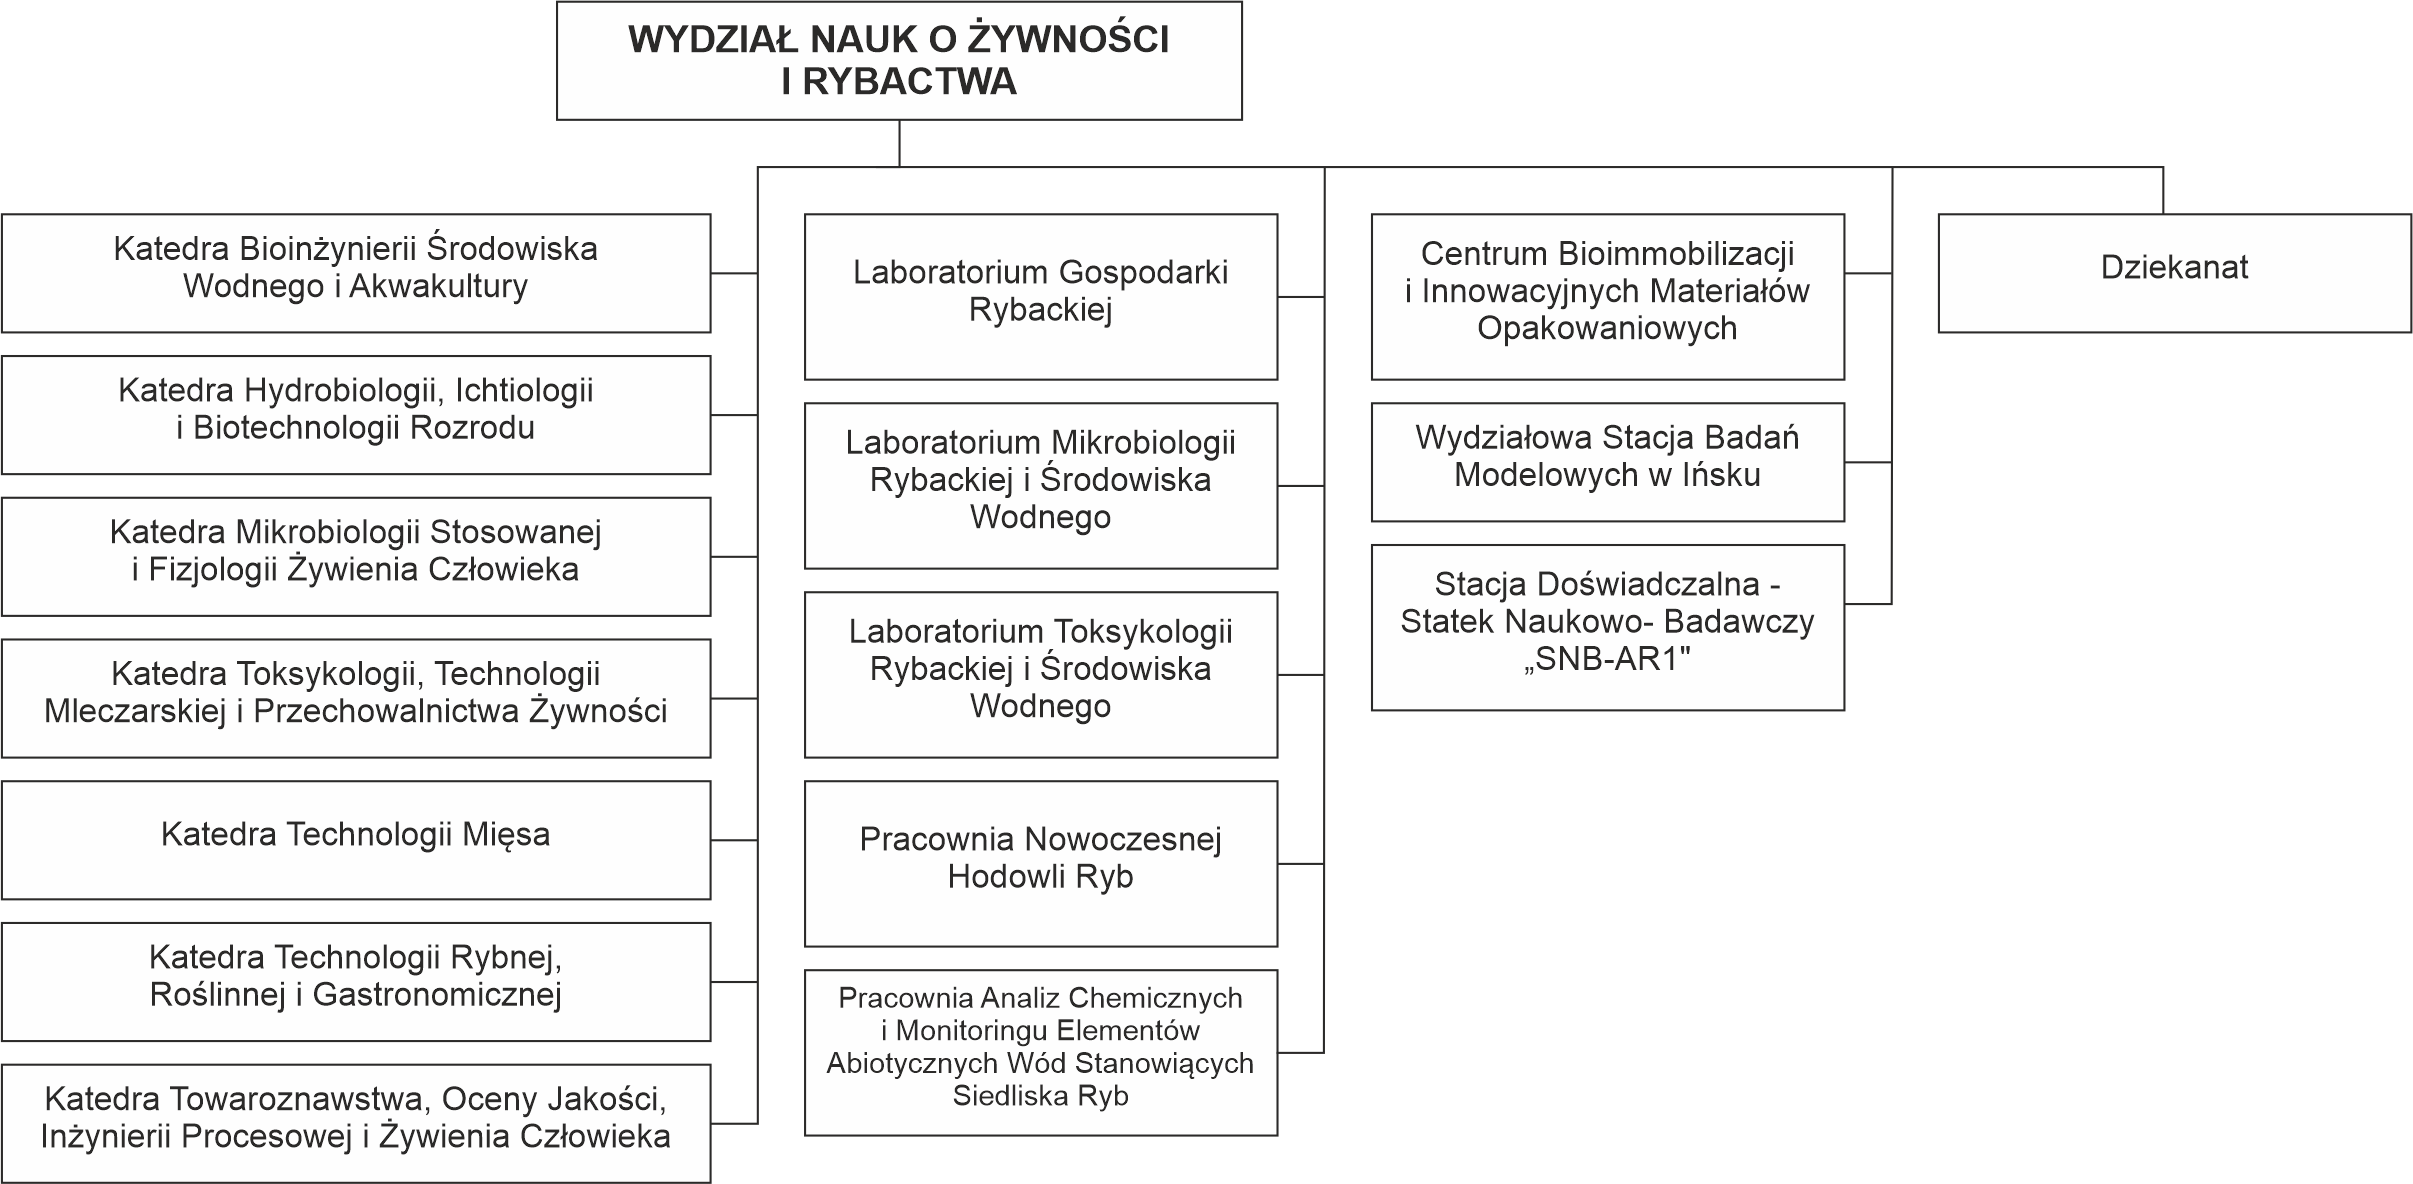 WYDZIAŁ NAUK O ŻYWNOŚCI
I RYBACTWA
Katedra Bioinżynierii Środowiska
Wodnego i Akwakultury
Katedra Hydrobiologii, Ichtiologii
i Biotechnologii Rozrodu
Katedra Mikrobiologii Stosowanej
i Fizjologii Żywienia Człowieka
Katedra Toksykologii, Technologii
Mleczarskiej i Przechowalnictwa Żywności
Katedra Technologii Mięsa
Katedra Technologii Rybnej,
Roślinnej i Gastronomicznej
Katedra Towaroznawstwa, Oceny Jakości,
Inżynierii Procesowej i Żywienia Człowieka
Laboratorium Gospodarki
Rybackiej
Laboratorium Mikrobiologii
Rybackiej i Środowiska
Wodnego
Laboratorium Toksykologii
Rybackiej i Środowiska
Wodnego
Pracownia Nowoczesnej
Hodowli Ryb
Pracownia Analiz Chemicznych
i Monitoringu Elementów
Abiotycznych Wód Stanowiących
Siedliska Ryb
Centrum Bioimmobilizacji
i Innowacyjnych Materiałów
Opakowaniowych
Wydziałowa Stacja Badań
Modelowych w Ińsku
Stacja Doświadczalna -
Statek Naukowo- Badawczy
„SNB-AR1"
Dziekanat